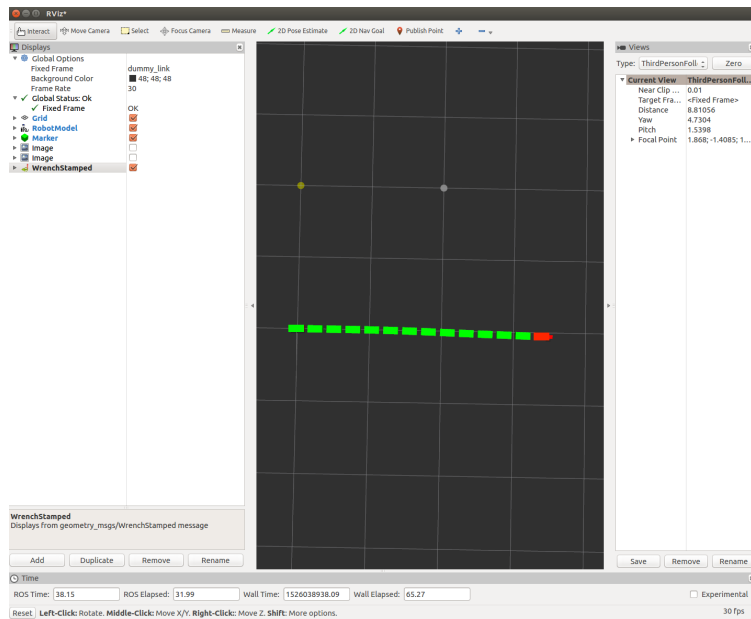 RViz*
Interact Move Camera Select Focus Camera Measure 2D Pose Estimate 2D Nav Goal Publish Point
Displays
Global Options
Fixed Frame dummy_link
Background Color 48; 48; 48
Frame Rate 30
Global Status: Ok
Fixed Frame OK
Grid
RobotModel
Marker
Image
Image
WrenchStamped
WrenchStamped
Displays from geometry_msgs/WrenchStamped message
Add Duplicate Remove Rename
Views
Type: ThirdPersonFoll Zero
Current View ThirdPersonFoll...
Near Clip ... 0.01
Target Fra... <Fixed Frame>
Distance 8.81056
Yaw 4.7304
Pitch 1.5398
Focal Point 1.868; -1.4085; 1...
Save Remove Rename
Time
ROS Time: 38.15 ROS Elapsed: 31.99 Wall Time: 1526038938.09 Wall Elapsed: 65.27 Experimental
Reset Left-Click: Rotate. Middle-Click: Move X/Y. Right-Click:: Move Z. Shift: More options. 30 fps